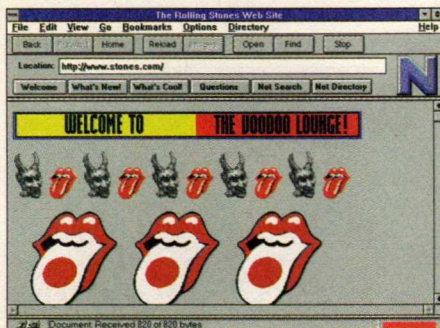 The Rolling Stones Web Site
File Edit View Go Bookmarks Options Directory Help
Back Forward Home Reload Images Open Find Stop
Location: http://www.stones.com/
Welcome What's New! What's Cool! Questions Net Search Net Directory
N
WELCOME TO THE VOODOO LOUNGE!
Document: Received 820 of 820 bytes